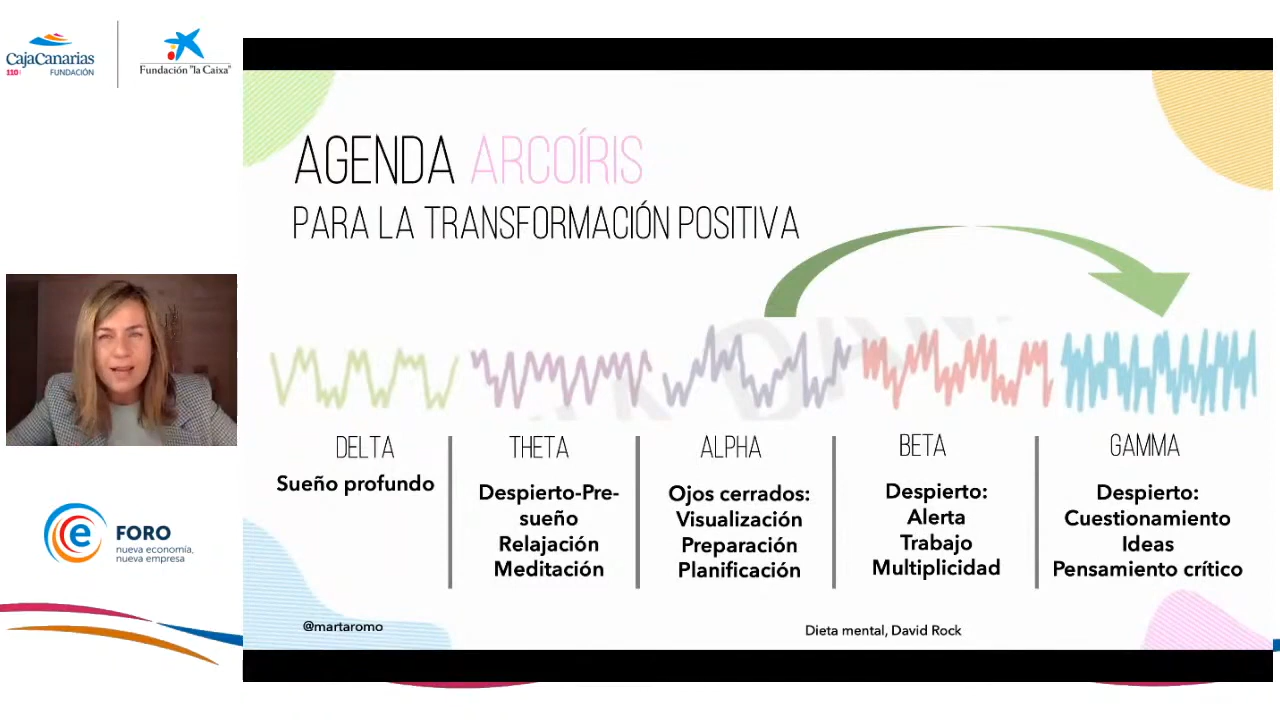 CajaCanarias
110
FUNDACIÓN
Fundación "la Caixa"
AGENDA ARCOÍRIS
PARA LA TRANSFORMACIÓN POSITIVA
DELTA
Sueño profundo
THETA
Despierto-Pre-
sueño
Relajación
Meditación
ALPHA
Ojos cerrados:
Visualización
Preparación
Planificación
BETA
Despierto:
Alerta
Trabajo
Multiplicidad
GAMMA
Despierto:
Cuestionamiento
Ideas
Pensamiento crítico
e
FORO
nueva economía,
nueva empresa
@martaromo
Dieta mental, David Rock